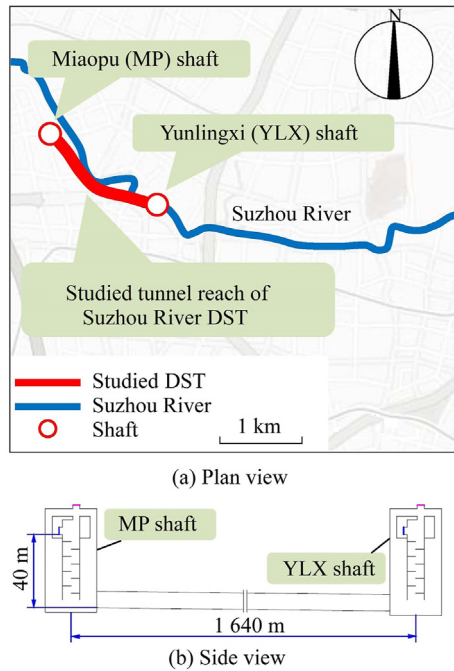 N
Miaopu (MP) shaft
Yunlingxi (YLX) shaft
Suzhou River
Studied tunnel reach of
Suzhou River DST
Studied DST
Suzhou River
Shaft
1 km
(a) Plan view
MP shaft
YLX shaft
40 m
1 640 m
(b) Side view